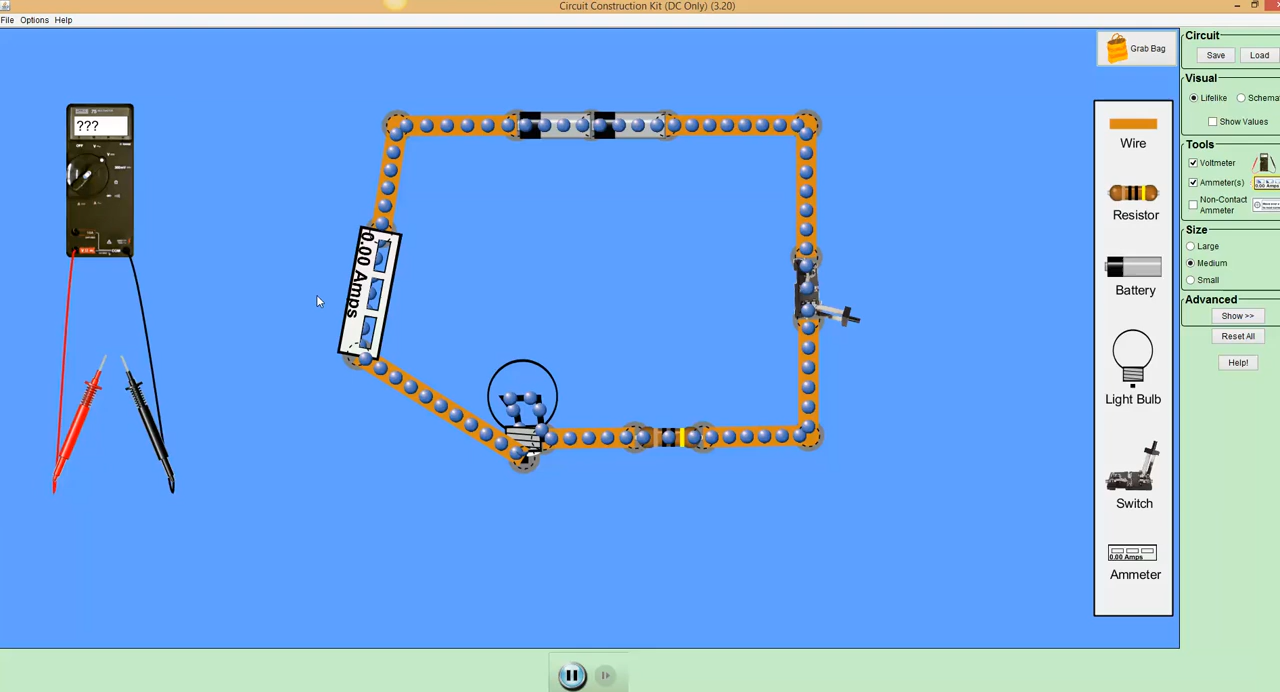 Circuit Construction Kit (DC Only) (3.20)
File Options Help
Grab Bag
Circuit
Save Load
Visual
Lifelike Schema
Show Values
Tools
Voltmeter
Ammeter(s)
Non-Contact
Ammeter
Size
Large
Medium
Small
Advanced
Show >>
Reset All
Help!
???
0.00 Amps
Wire
Resistor
Battery
Light Bulb
Switch
0.00 Amps
Ammeter